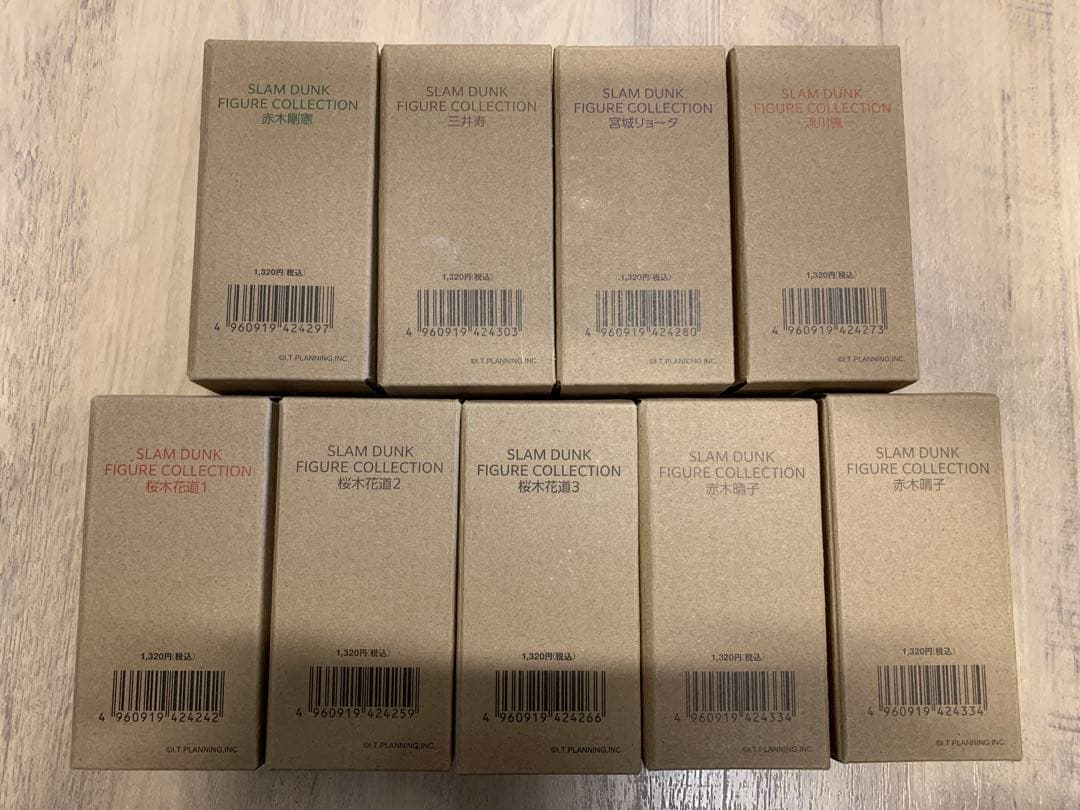 SLAM DUNK
FIGURE COLLECTION
赤木剛憲
1,320円(税込)
4 960919 424297
©I.T.PLANNING,INC.
SLAM DUNK
FIGURE COLLECTION
三井寿
1,320円(税込)
4 960919 424303
©I.T.PLANNING,INC.
SLAM DUNK
FIGURE COLLECTION
宮城リョータ
1,320円(税込)
4 960919 424280
©I.T.PLANNING,INC.
SLAM DUNK
FIGURE COLLECTION
流川楓
1,320円(税込)
4 960919 424273
©I.T.PLANNING,INC.
SLAM DUNK
FIGURE COLLECTION
桜木花道1
1,320円(税込)
4 960919 424242
©I.T.PLANNING,INC.
SLAM DUNK
FIGURE COLLECTION
桜木花道2
1,320円(税込)
4 960919 424259
©I.T.PLANNING,INC.
SLAM DUNK
FIGURE COLLECTION
桜木花道3
1,320円(税込)
4 960919 424266
©I.T.PLANNING,INC.
SLAM DUNK
FIGURE COLLECTION
赤木晴子
1,320円(税込)
4 960919 424334
©I.T.PLANNING,INC.
SLAM DUNK
FIGURE COLLECTION
赤木晴子
1,320円(税込)
4 960919 424334
©I.T.PLANNING,INC.